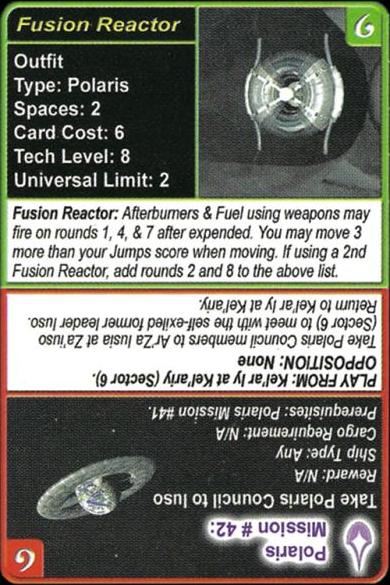 Fusion Reactor
6
Outfit
Type: Polaris
Spaces: 2
Card Cost: 6
Tech Level: 8
Universal Limit: 2
Fusion Reactor: Afterburners & Fuel using weapons may
fire on rounds 1, 4, & 7 after expended. You may move 3
more than your Jumps score when moving. If using a 2nd
Fusion Reactor, add rounds 2 and 8 to the above list.
Polaris
Mission # 42:
6
Take Polaris Council to Iuso
Reward: N/A
Ship Type: Any
Cargo Requirement: N/A
Prerequisites: Polaris Mission #41.
PLAY FROM: Kel'ar Iy at Kel'ariy (Sector 6).
OPPOSITION: None
Take Polaris Council members to Ar'Za Iusia at Za'iuso
(Sector 6) to meet with the self-exiled former leader Iuso.
Return to Kel'ar Iy at Kel'ariy.